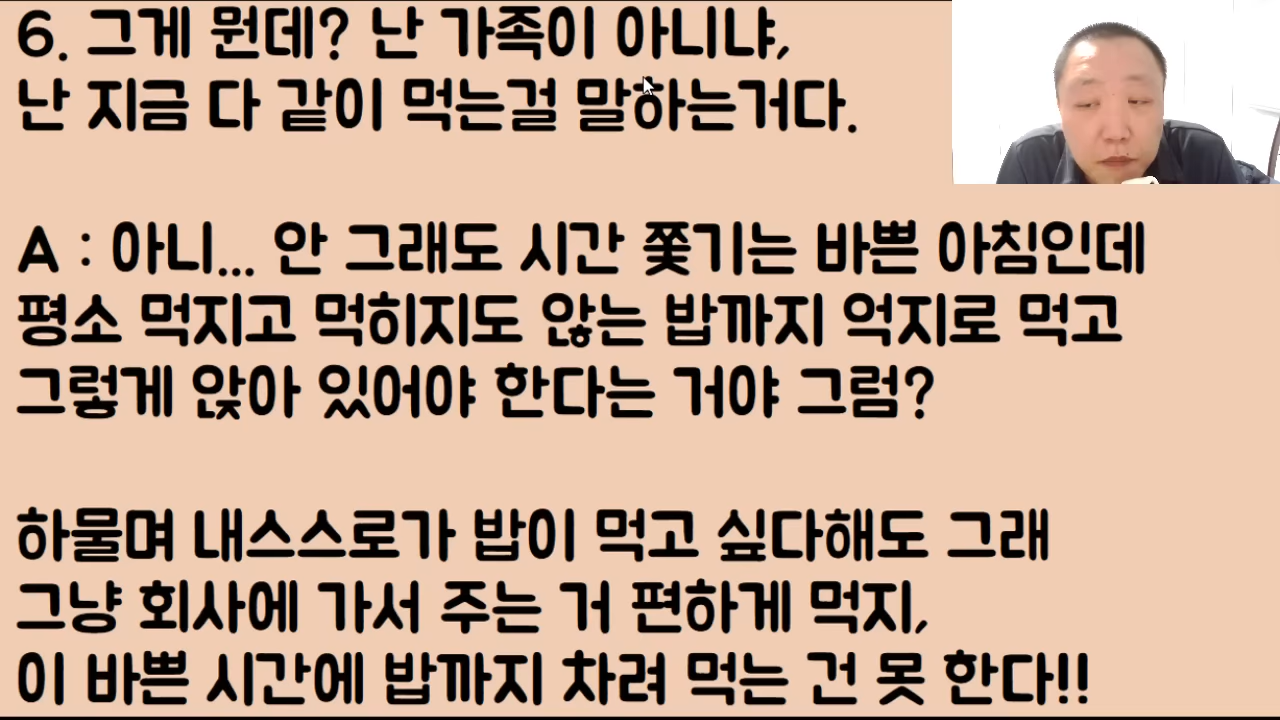 6. 그게 뭔데? 난 가족이 아니냐,
난 지금 다 같이 먹는걸 말하는거다.
A : 아니... 안 그래도 시간 쫓기는 바쁜 아침인데
평소 먹지고 먹히지도 않는 밥까지 억지로 먹고
그렇게 앉아 있어야 한다는 거야 그럼?
하물며 내스스로가 밥이 먹고 싶다해도 그래
그냥 회사에 가서 주는 거 편하게 먹지,
이 바쁜 시간에 밥까지 차려 먹는 건 못 한다!!